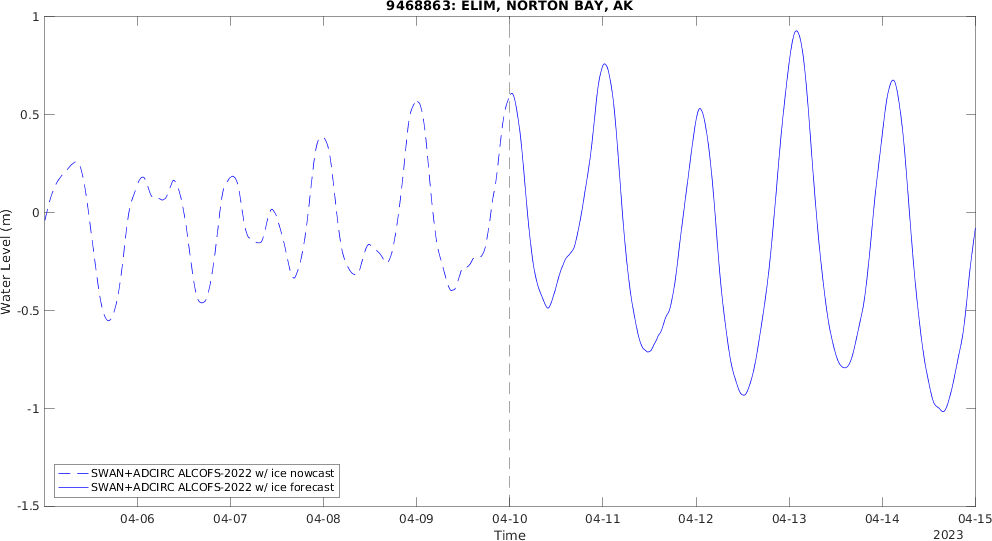 9468863: ELIM, NORTON BAY, AK
1
0.5
0
-0.5
-1
-1.5
Water Level (m)
SWAN+ADCIRC ALCOFS-2022 w/ ice nowcast
SWAN+ADCIRC ALCOFS-2022 w/ ice forecast
04-06 04-07 04-08 04-09 04-10 04-11 04-12 04-13 04-14 04-15
Time
2023